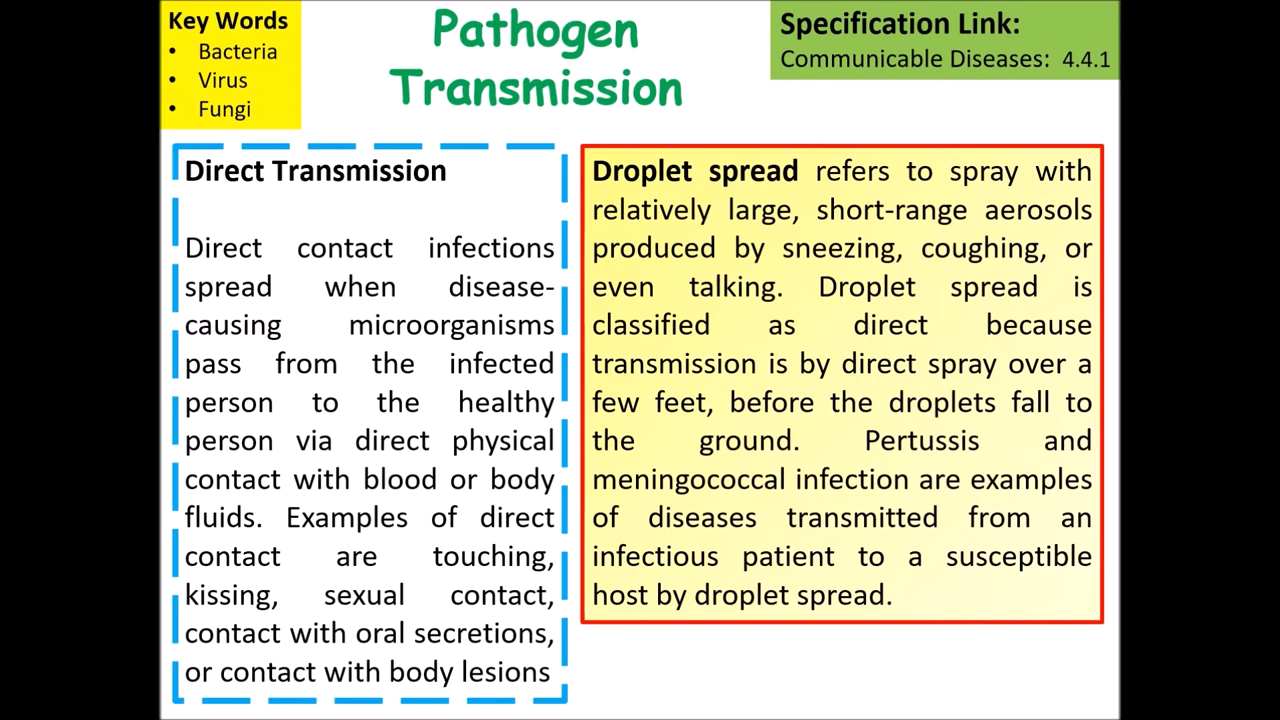 Key Words
• Bacteria
• Virus
• Fungi
Pathogen
Transmission
Specification Link:
Communicable Diseases: 4.4.1
Direct Transmission
Direct contact infections
spread when disease-
causing microorganisms
pass from the infected
person to the healthy
person via direct physical
contact with blood or body
fluids. Examples of direct
contact are touching,
kissing, sexual contact,
contact with oral secretions,
or contact with body lesions
Droplet spread refers to spray with
relatively large, short-range aerosols
produced by sneezing, coughing, or
even talking. Droplet spread is
classified as direct because
transmission is by direct spray over a
few feet, before the droplets fall to
the ground. Pertussis and
meningococcal infection are examples
of diseases transmitted from an
infectious patient to a susceptible
host by droplet spread.